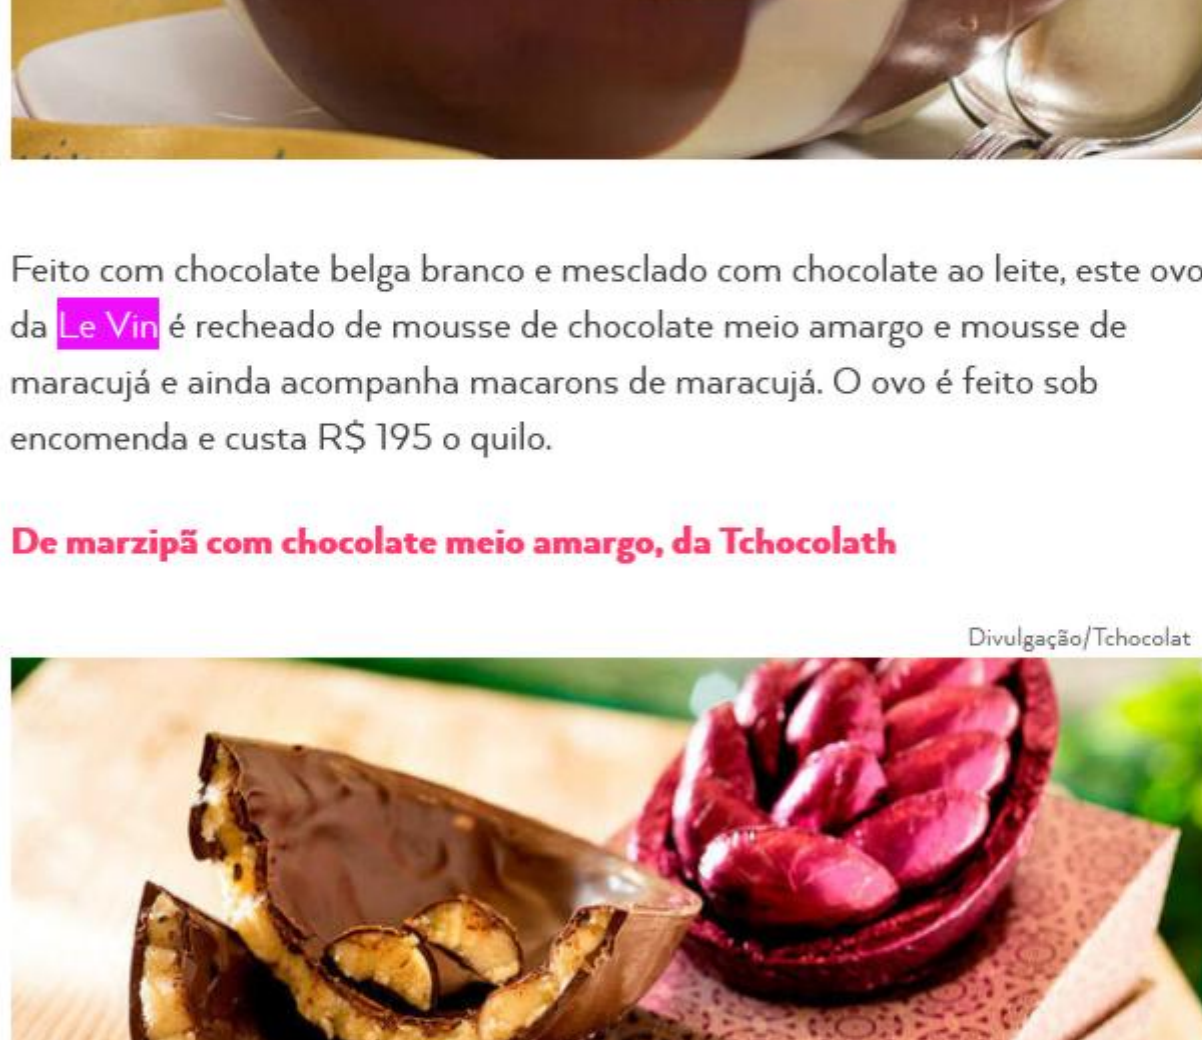 Feito com chocolate belga branco e mesclado com chocolate ao leite, este ovo
da Le Vin é recheado de mousse de chocolate meio amargo e mousse de
maracujá e ainda acompanha macarons de maracujá. O ovo é feito sob
encomenda e custa R$ 195 o quilo.
De marzipã com chocolate meio amargo, da Tchocolath
Divulgação/Tchocolat